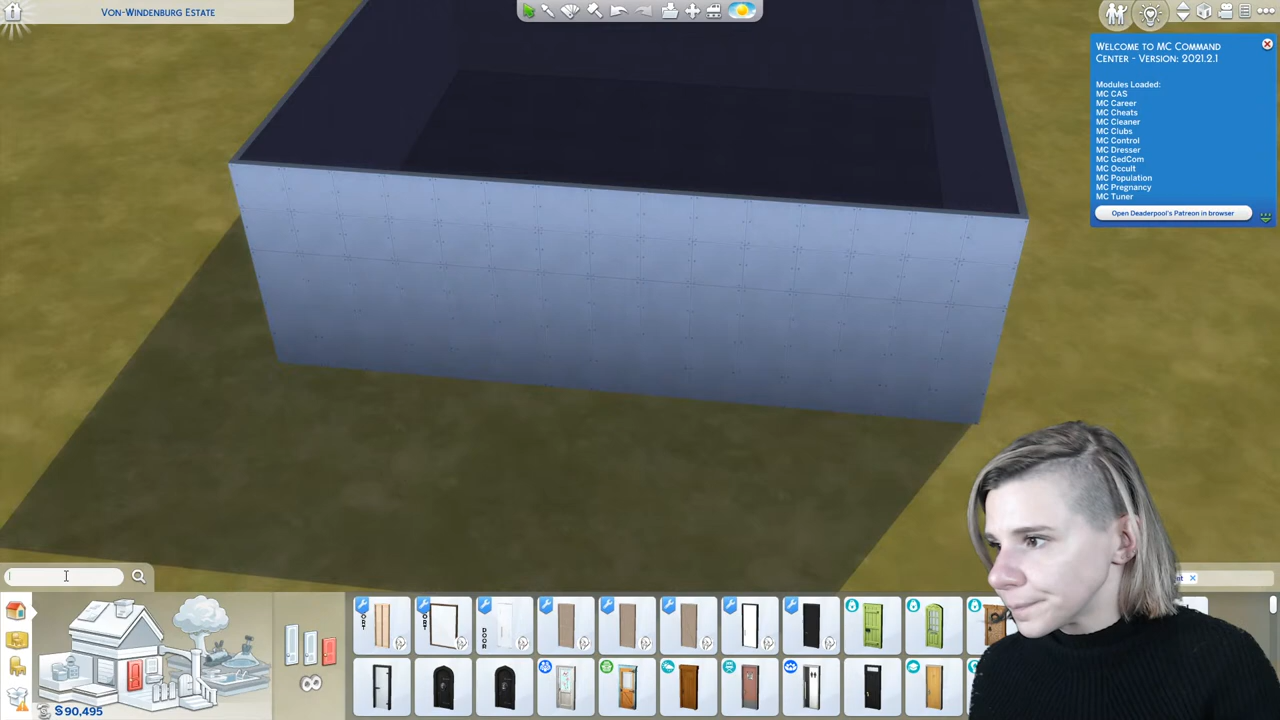 Von-Windenburg Estate
Welcome to MC Command
Center - Version: 2021.2.1
Modules Loaded:
MC CAS
MC Career
MC Cheats
MC Cleaner
MC Clubs
MC Control
MC Dresser
MC GedCom
MC Occult
MC Population
MC Pregnancy
MC Tuner
Open Deaderpool's Patreon in browser
DOOR
§90,495